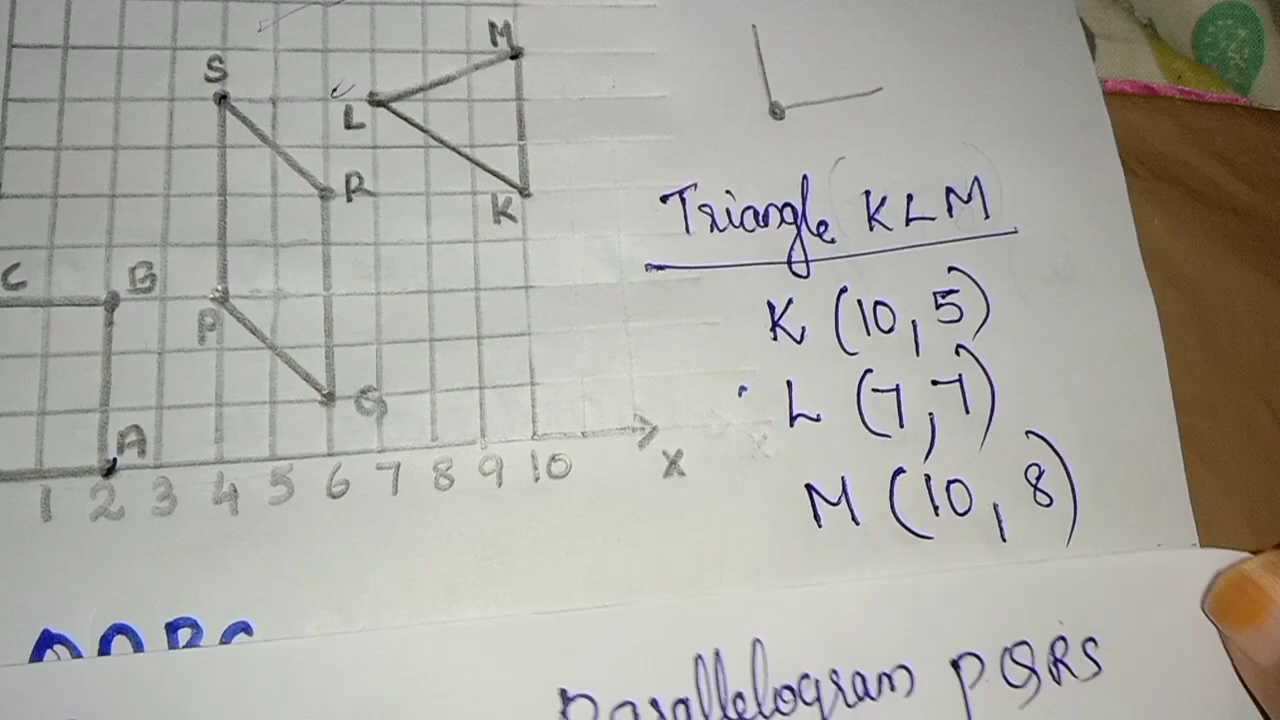 M
S
L
R
K
C B
P
Q
A
1 2 3 4 5 6 7 8 9 10 X
Triangle KLM
K (10, 5)
L (7, 7)
M (10, 8)
Parallelogram PQRS